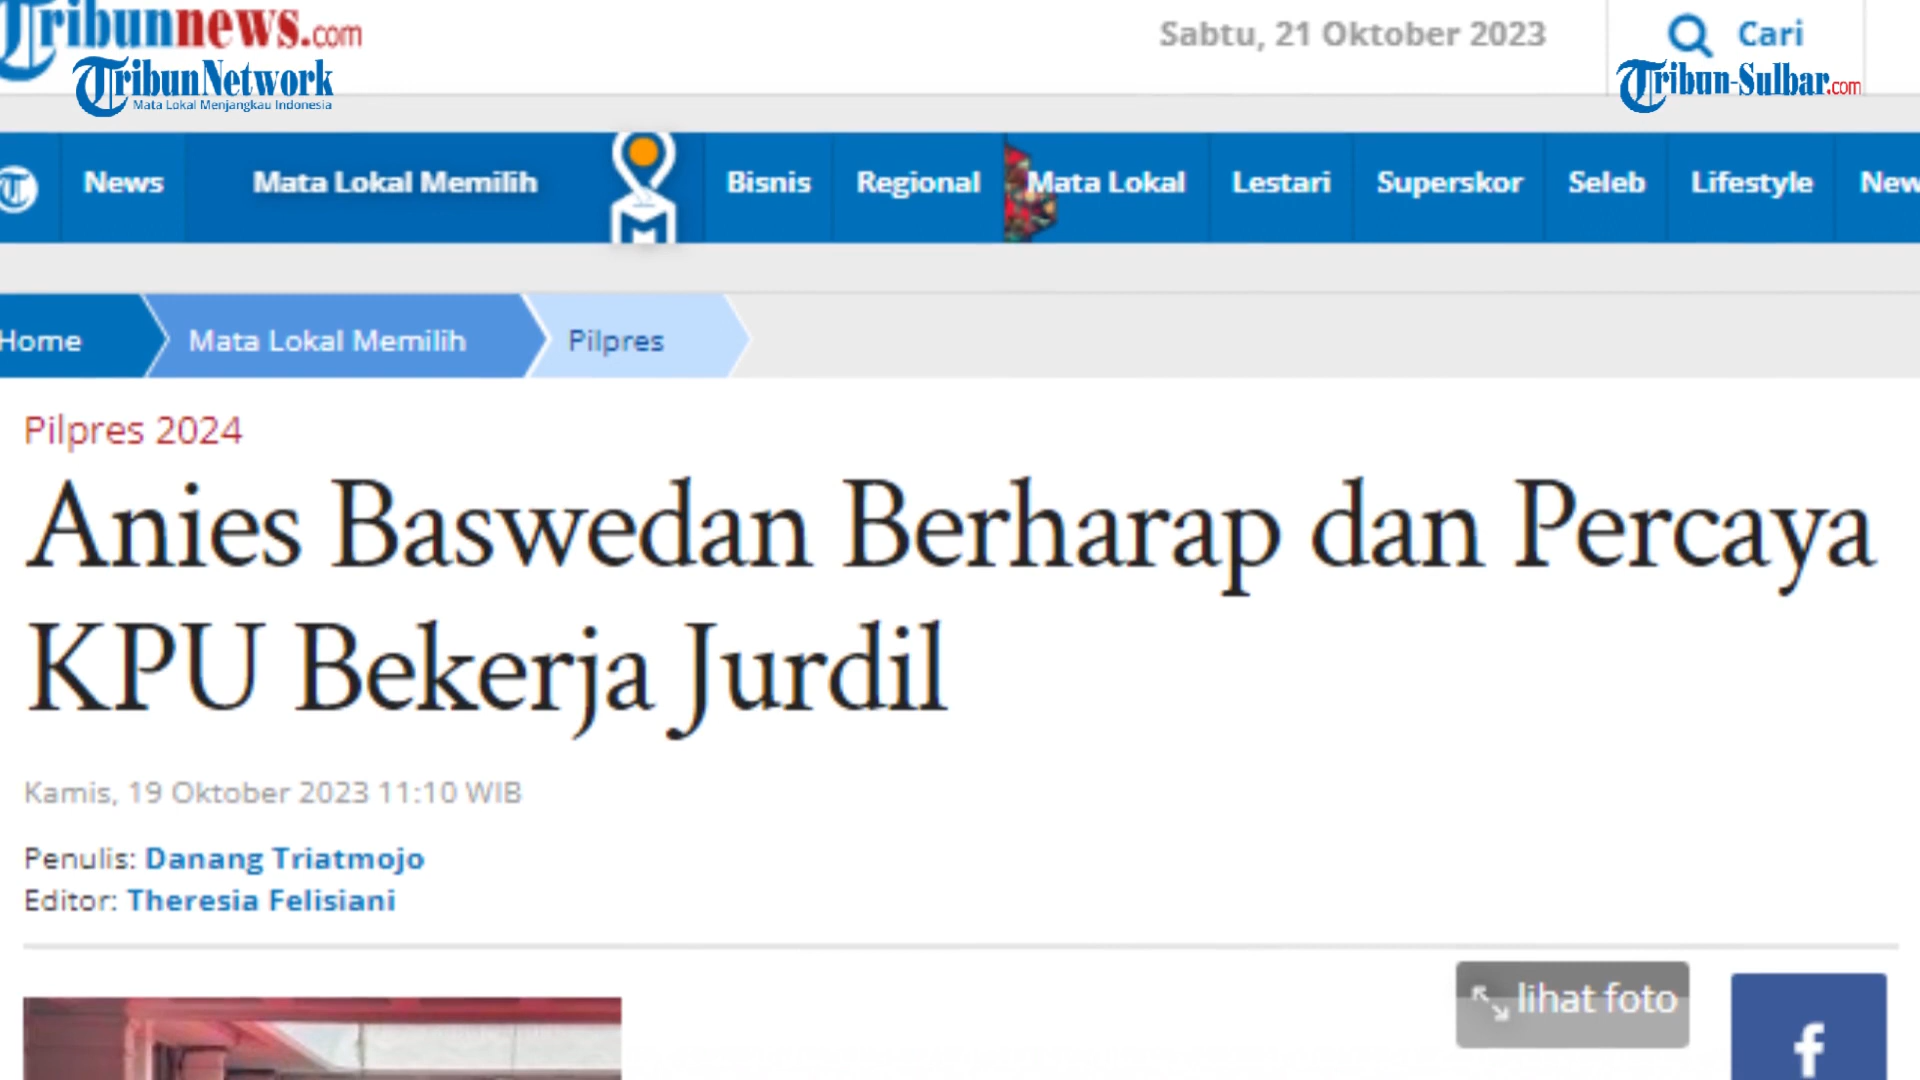 Tribunnews.com
Sabtu, 21 Oktober 2023
Cari
TribunNetwork
Mata Lokal Menjangkau Indonesia
Tribun-Sulbar.com
News
Mata Lokal Memilih
Bisnis
Regional
Mata Lokal
Lestari
Superskor
Seleb
Lifestyle
New
Home
Mata Lokal Memilih
Pilpres
Pilpres 2024
Anies Baswedan Berharap dan Percaya
KPU Bekerja Jurdil
Kamis, 19 Oktober 2023 11:10 WIB
Penulis: Danang Triatmojo
Editor: Theresia Felisiani
lihat foto